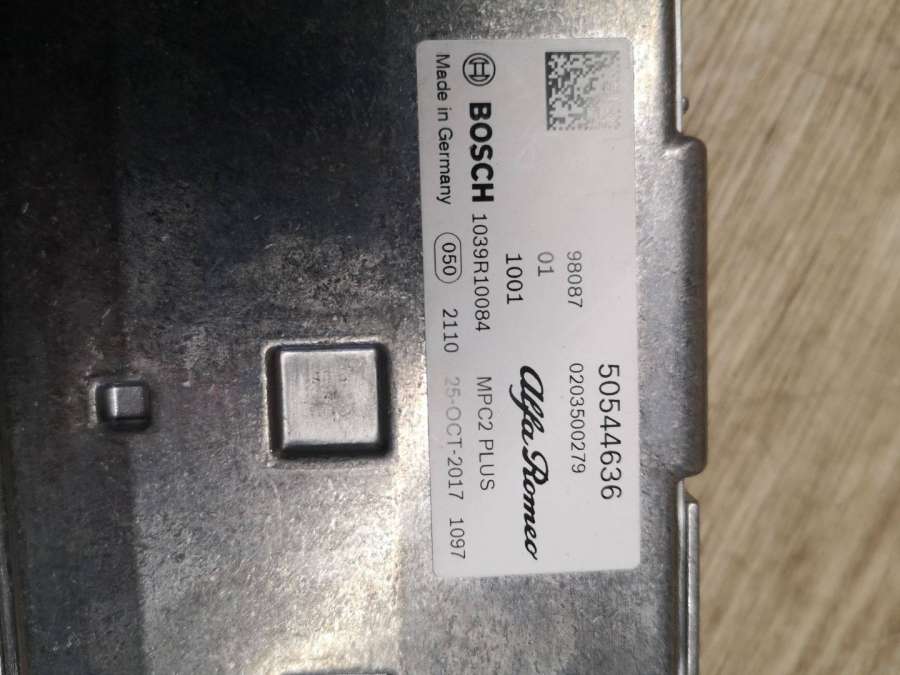 50544636
98087 0203500279
01
1001 Alfa Romeo
BOSCH 1039R10084 MPC2 PLUS
Made in Germany 050 2110 25-OCT-2017 1097